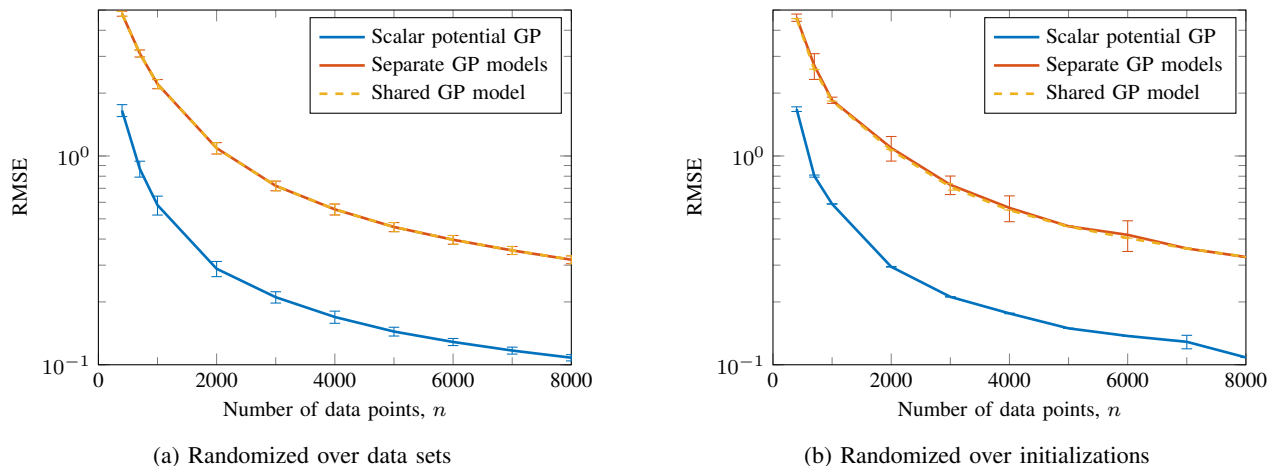 Scalar potential GP
Separate GP models
Shared GP model
RMSE
10^0
10^−1
0 2000 4000 6000 8000
Number of data points, n
(a) Randomized over data sets
Scalar potential GP
Separate GP models
Shared GP model
RMSE
10^0
10^−1
0 2000 4000 6000 8000
Number of data points, n
(b) Randomized over initializations